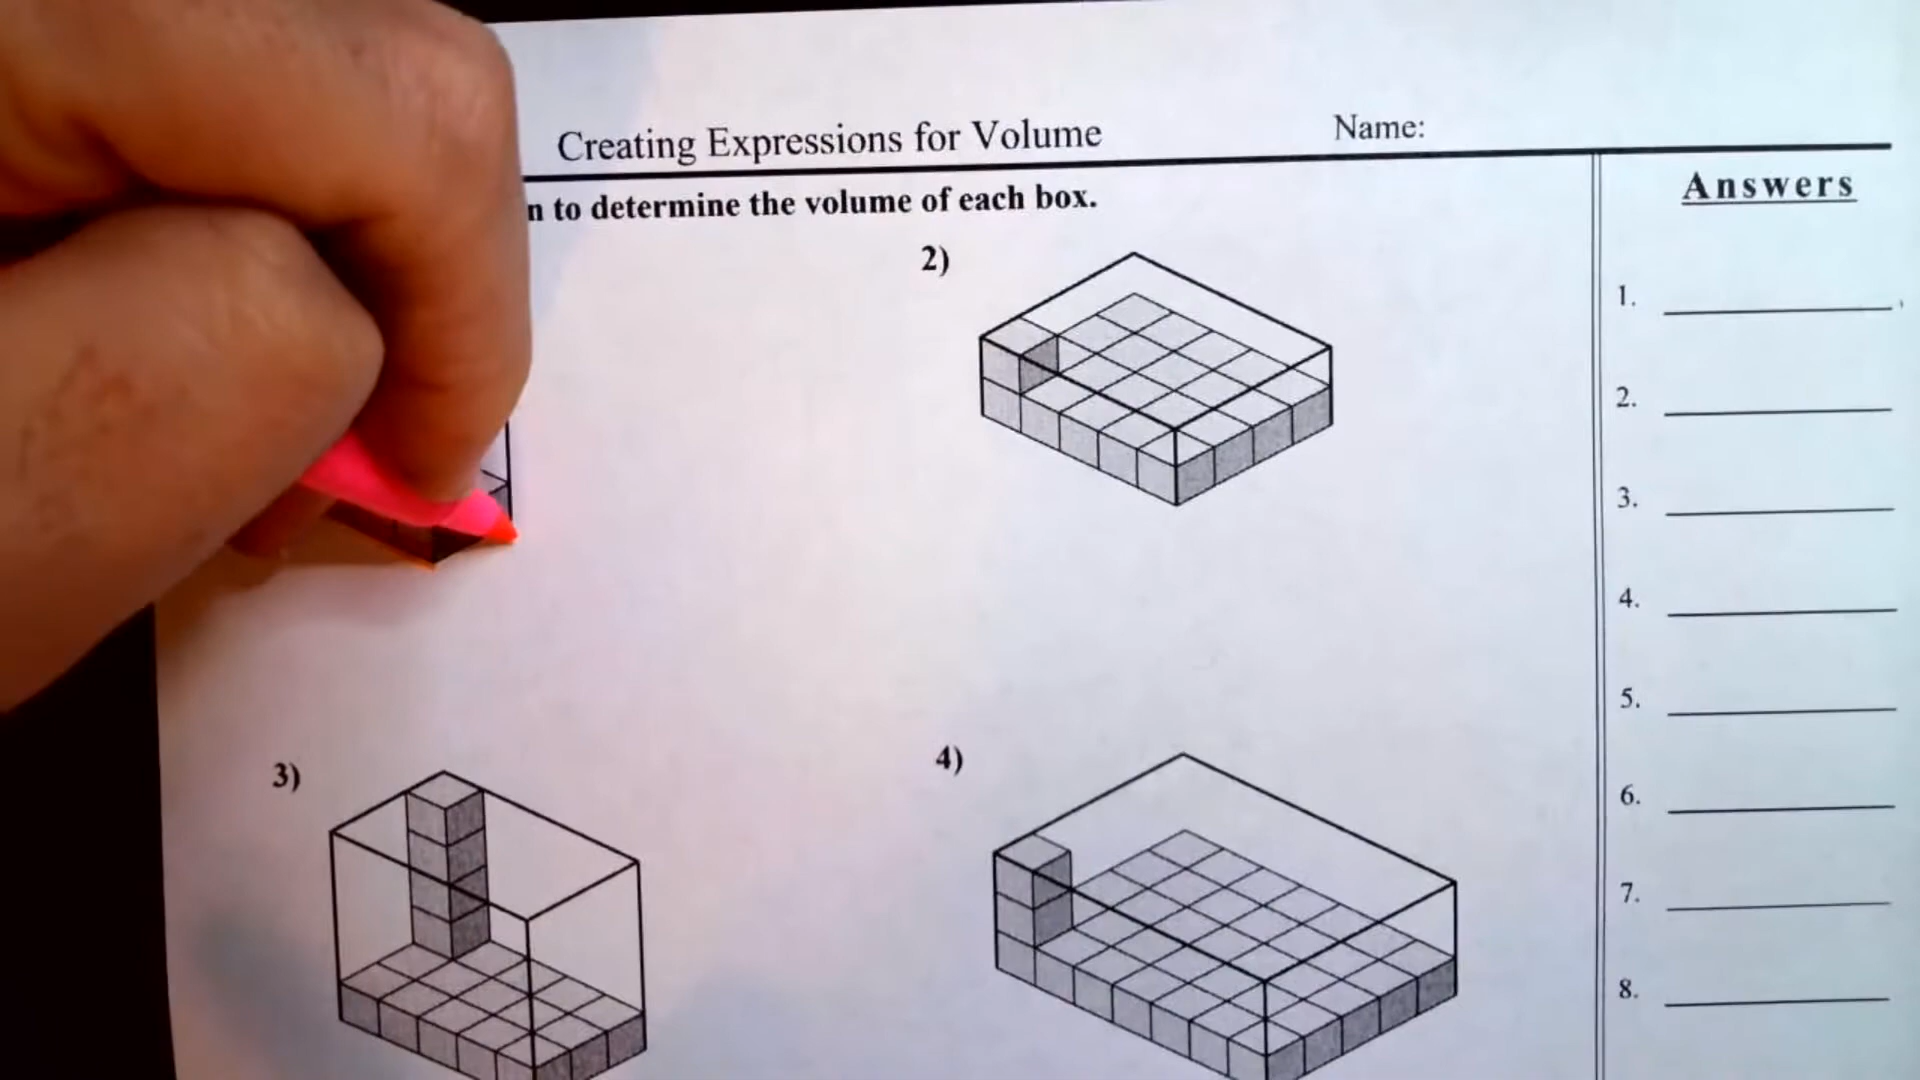 Creating Expressions for Volume
Name:
n to determine the volume of each box.
Answers
2)
3)
4)
1.
2.
3.
4.
5.
6.
7.
8.